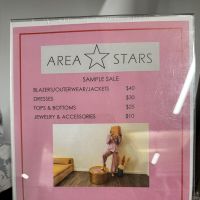 AREA STARS
SAMPLE SALE
BLAZERS/OUTERWEAR/JACKETS $40
DRESSES $30
TOPS & BOTTOMS $25
JEWELRY & ACCESSORIES $10